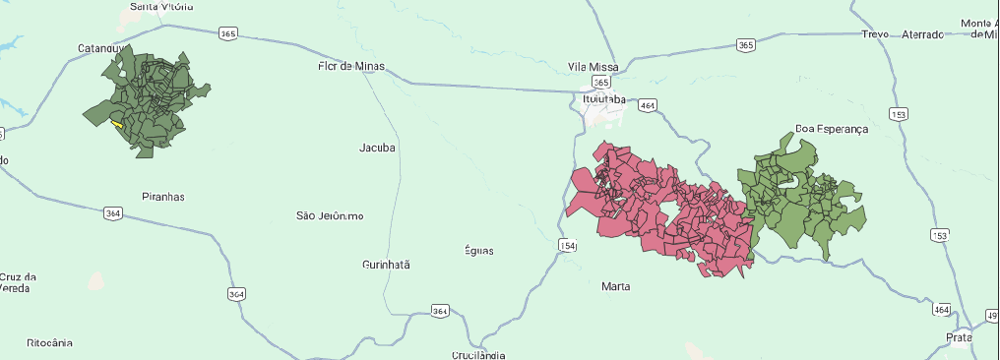 Santa Vitória
Monte A
de Mi
365
Trevo
Aterrado
365
Catanduv
Flor de Minas
Vila Missa
365
Ituiutaba
464
153
Boa Esperança
Jacuba
do
Piranhas
364
São Jerônimo
153
154
Éguas
Gurinhatã
Cruz da
Vereda
Marta
364
364
464
497
Prata
Ritocânia
Crucilândia